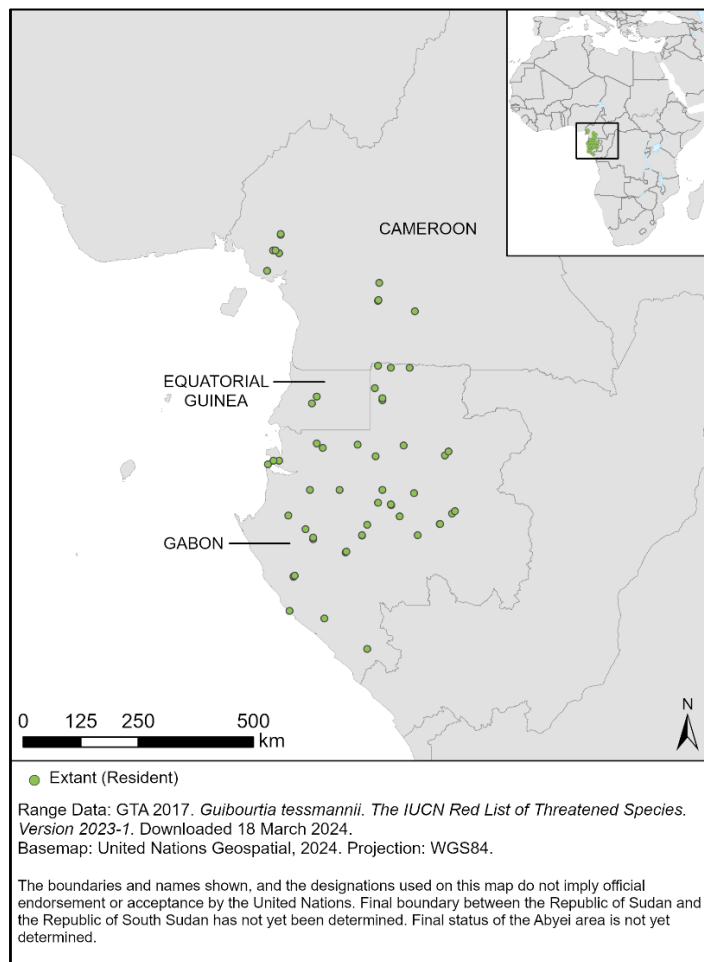 CAMEROON
EQUATORIAL
GUINEA
GABON
N
0 125 250 500
km
Extant (Resident)
Range Data: GTA 2017. Guibourtia tessmannii. The IUCN Red List of Threatened Species.
Version 2023-1. Downloaded 18 March 2024.
Basemap: United Nations Geospatial, 2024. Projection: WGS84.
The boundaries and names shown, and the designations used on this map do not imply official
endorsement or acceptance by the United Nations. Final boundary between the Republic of Sudan and
the Republic of South Sudan has not yet been determined. Final status of the Abyei area is not yet
determined.